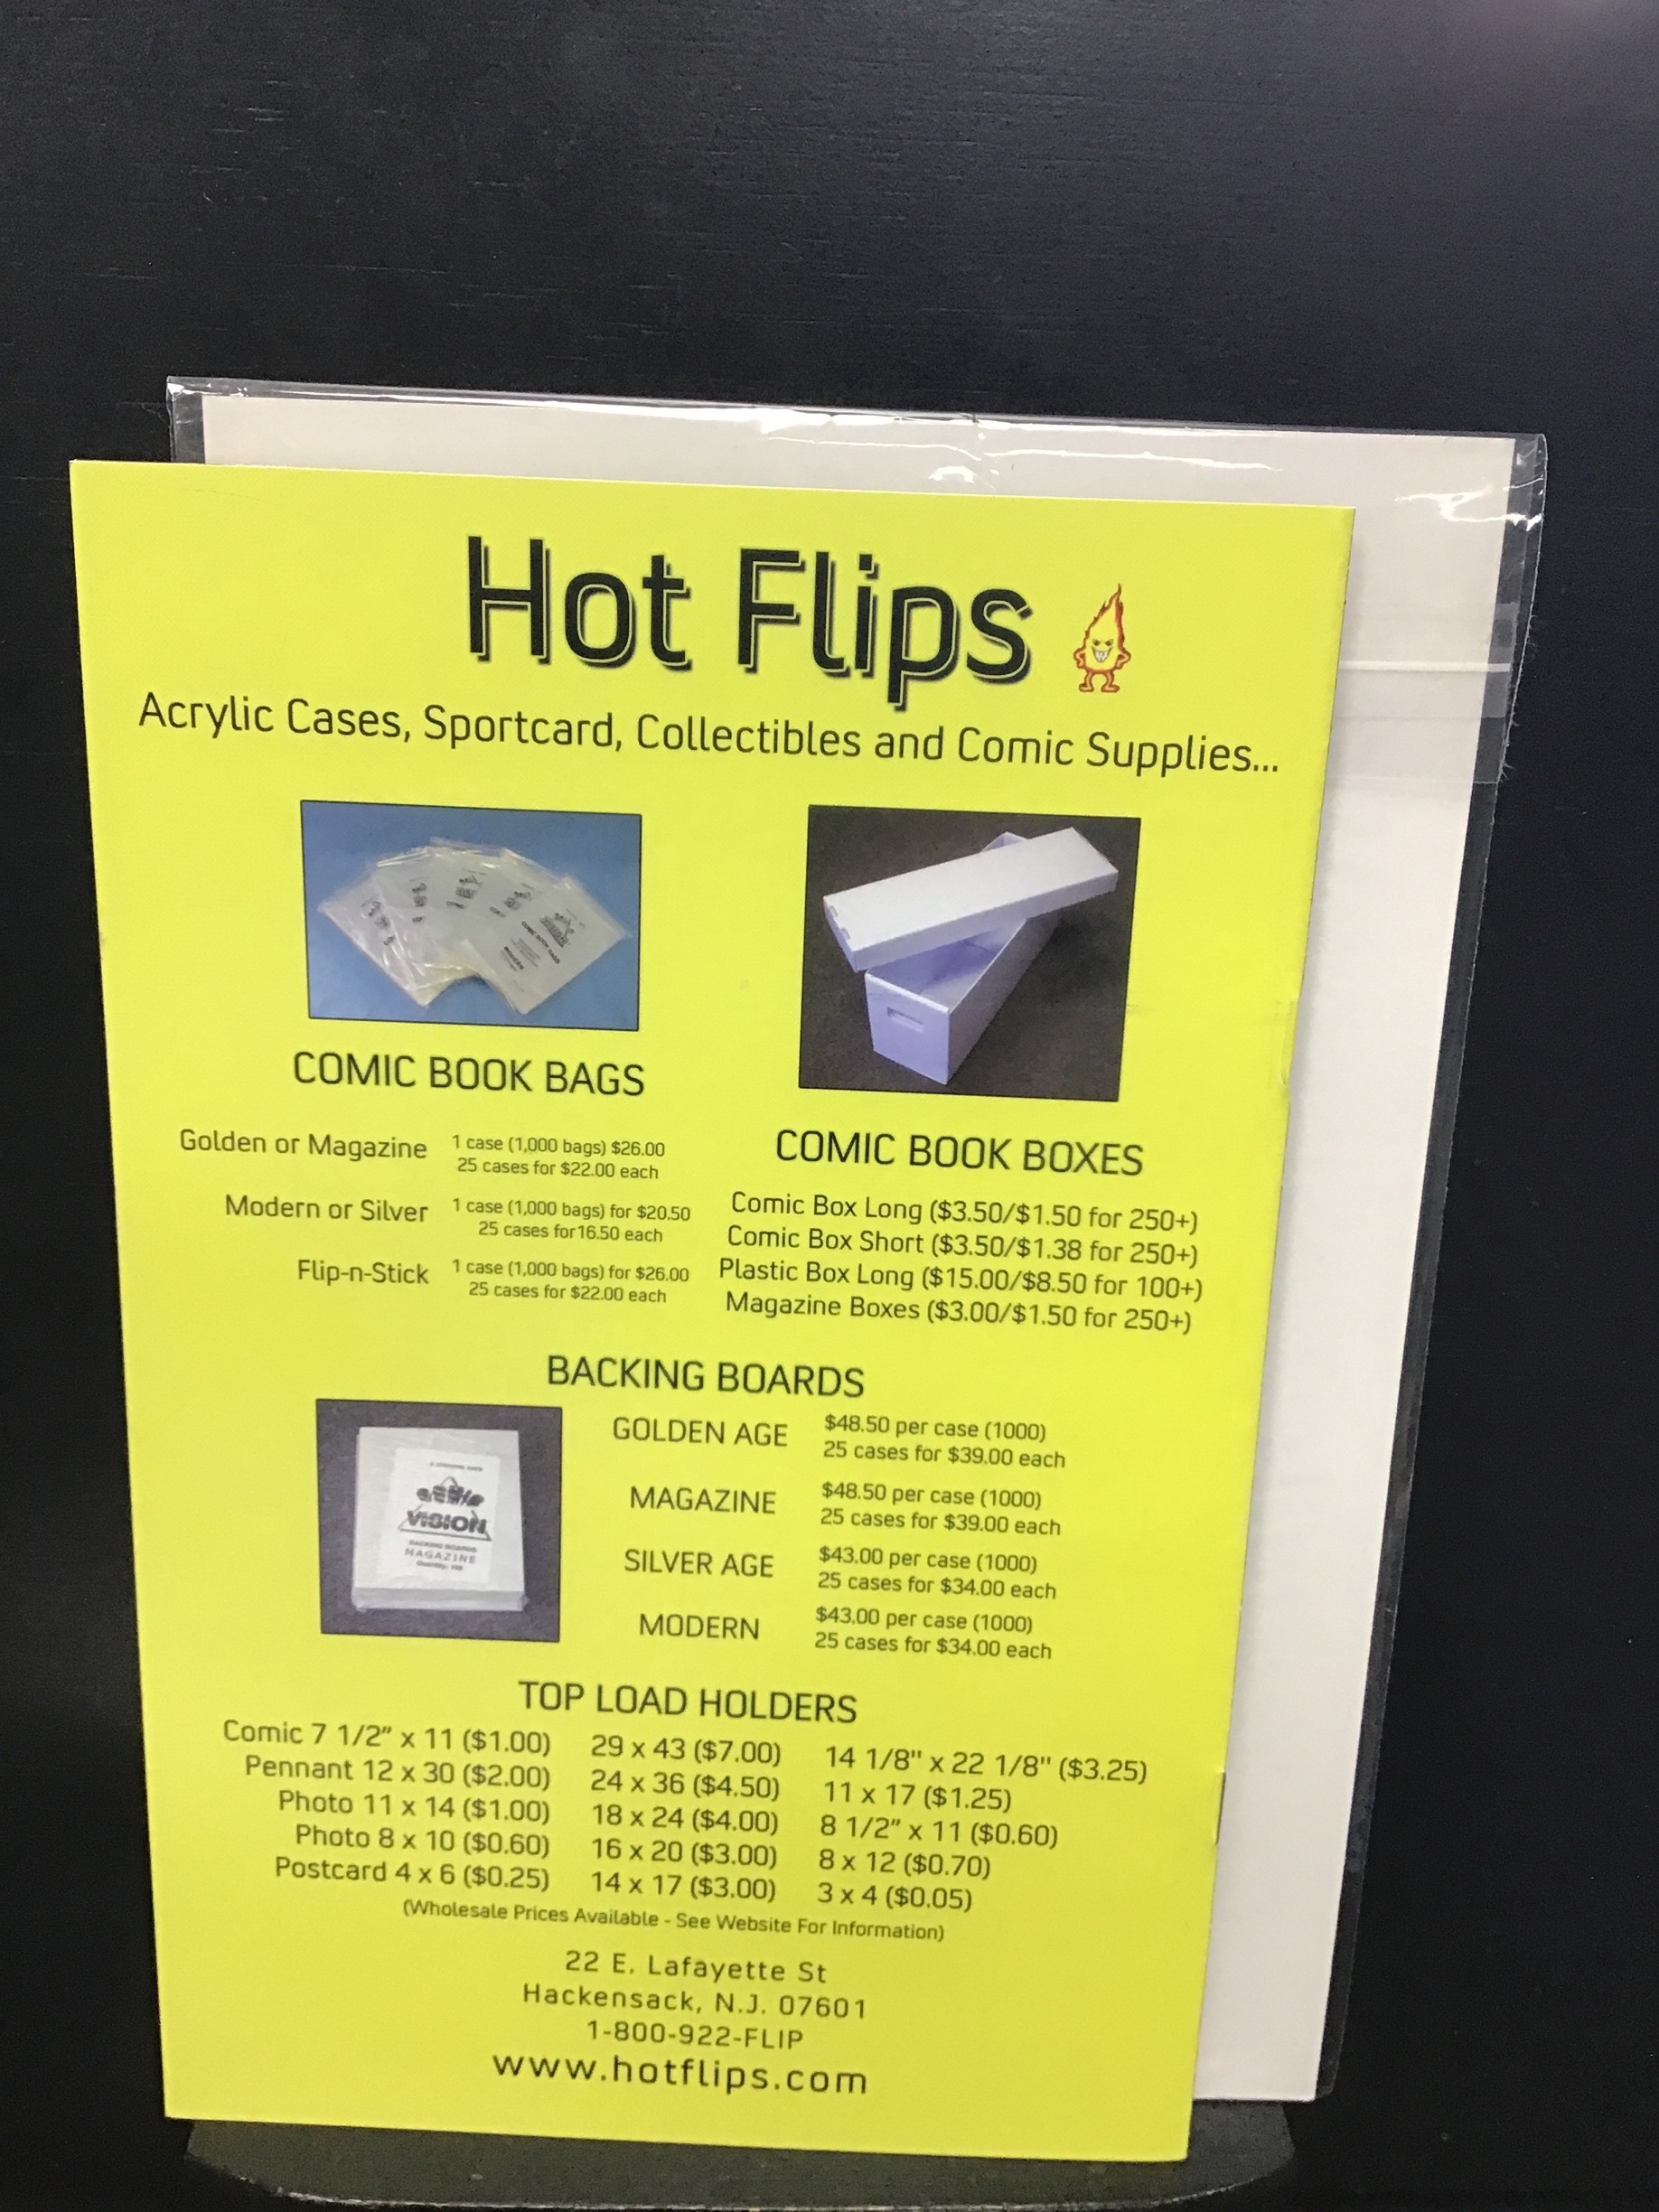 Hot Flips
Acrylic Cases, Sportcard, Collectibles and Comic Supplies...
COMIC BOOK BAGS
Golden or Magazine 1 case (1,000 bags) $26.00
25 cases for $22.00 each
Modern or Silver 1 case (1,000 bags) for $20.50
25 cases for16.50 each
Flip-n-Stick 1 case (1,000 bags) for $26.00
25 cases for $22.00 each
COMIC BOOK BOXES
Comic Box Long ($3.50/$1.50 for 250+)
Comic Box Short ($3.50/$1.38 for 250+)
Plastic Box Long ($15.00/$8.50 for 100+)
Magazine Boxes ($3.00/$1.50 for 250+)
BACKING BOARDS
VISION
BACKING BOARDS
MAGAZINE
GOLDEN AGE $48.50 per case (1000)
25 cases for $39.00 each
MAGAZINE $48.50 per case (1000)
25 cases for $39.00 each
SILVER AGE $43.00 per case (1000)
25 cases for $34.00 each
MODERN $43.00 per case (1000)
25 cases for $34.00 each
TOP LOAD HOLDERS
Comic 7 1/2" x 11 ($1.00) 29 x 43 ($7.00) 14 1/8" x 22 1/8" ($3.25)
Pennant 12 x 30 ($2.00) 24 x 36 ($4.50) 11 x 17 ($1.25)
Photo 11 x 14 ($1.00) 18 x 24 ($4.00) 8 1/2" x 11 ($0.60)
Photo 8 x 10 ($0.60) 16 x 20 ($3.00) 8 x 12 ($0.70)
Postcard 4 x 6 ($0.25) 14 x 17 ($3.00) 3 x 4 ($0.05)
(Wholesale Prices Available - See Website For Information)
22 E. Lafayette St
Hackensack, N.J. 07601
1-800-922-FLIP
www.hotflips.com